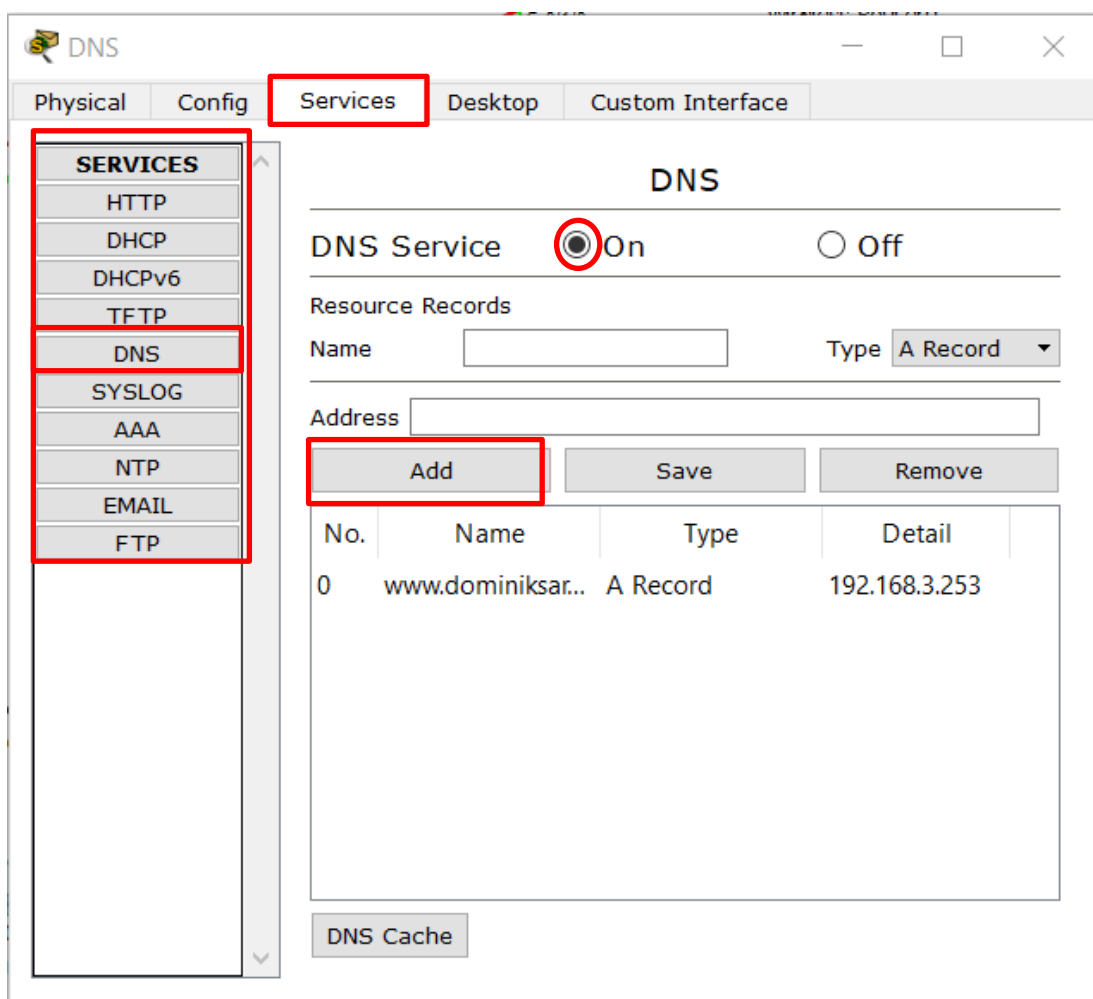 DNS
Physical Config Services Desktop Custom Interface
SERVICES
HTTP
DHCP
DHCPv6
TFTP
DNS
SYSLOG
AAA
NTP
EMAIL
FTP
DNS
DNS Service On Off
Resource Records
Name Type A Record
Address
Add Save Remove
No. Name Type Detail
0 www.dominiksar... A Record 192.168.3.253
DNS Cache